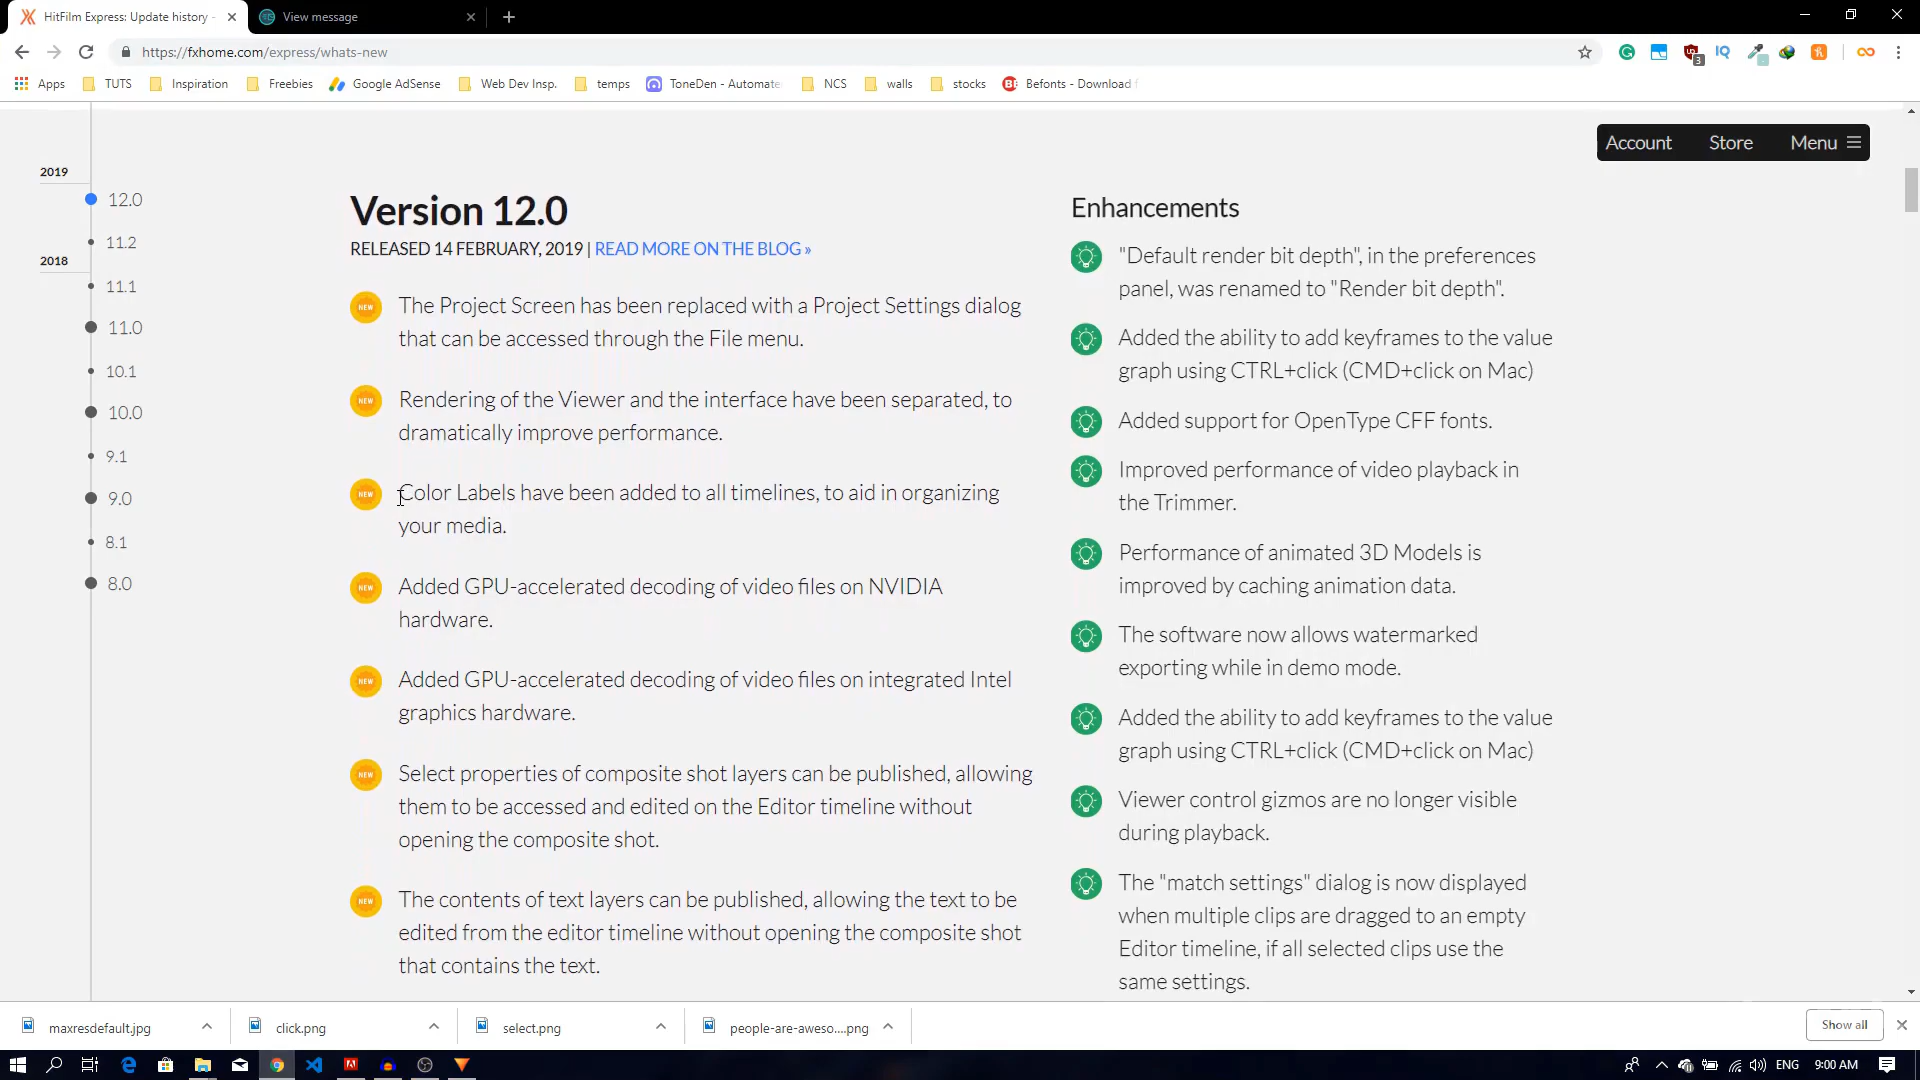 HitFilm Express: Update history -
View message
https://fxhome.com/express/whats-new
3
IQ
Apps
TUTS
Inspiration
Freebies
Google AdSense
Web Dev Insp.
temps
ToneDen - Automate
NCS
walls
stocks
Befonts - Download f
Account
Store
Menu
2019
12.0
11.2
2018
11.1
11.0
10.1
10.0
9.1
9.0
8.1
8.0
Version 12.0
RELEASED 14 FEBRUARY, 2019 | READ MORE ON THE BLOG »
NEW
The Project Screen has been replaced with a Project Settings dialog
that can be accessed through the File menu.
NEW
Rendering of the Viewer and the interface have been separated, to
dramatically improve performance.
NEW
Color Labels have been added to all timelines, to aid in organizing
your media.
NEW
Added GPU-accelerated decoding of video files on NVIDIA
hardware.
NEW
Added GPU-accelerated decoding of video files on integrated Intel
graphics hardware.
NEW
Select properties of composite shot layers can be published, allowing
them to be accessed and edited on the Editor timeline without
opening the composite shot.
NEW
The contents of text layers can be published, allowing the text to be
edited from the editor timeline without opening the composite shot
that contains the text.
Enhancements
"Default render bit depth", in the preferences
panel, was renamed to "Render bit depth".
Added the ability to add keyframes to the value
graph using CTRL+click (CMD+click on Mac)
Added support for OpenType CFF fonts.
Improved performance of video playback in
the Trimmer.
Performance of animated 3D Models is
improved by caching animation data.
The software now allows watermarked
exporting while in demo mode.
Added the ability to add keyframes to the value
graph using CTRL+click (CMD+click on Mac)
Viewer control gizmos are no longer visible
during playback.
The "match settings" dialog is now displayed
when multiple clips are dragged to an empty
Editor timeline, if all selected clips use the
same settings.
maxresdefault.jpg
click.png
select.png
people-are-aweso....png
Show all
ENG
9:00 AM